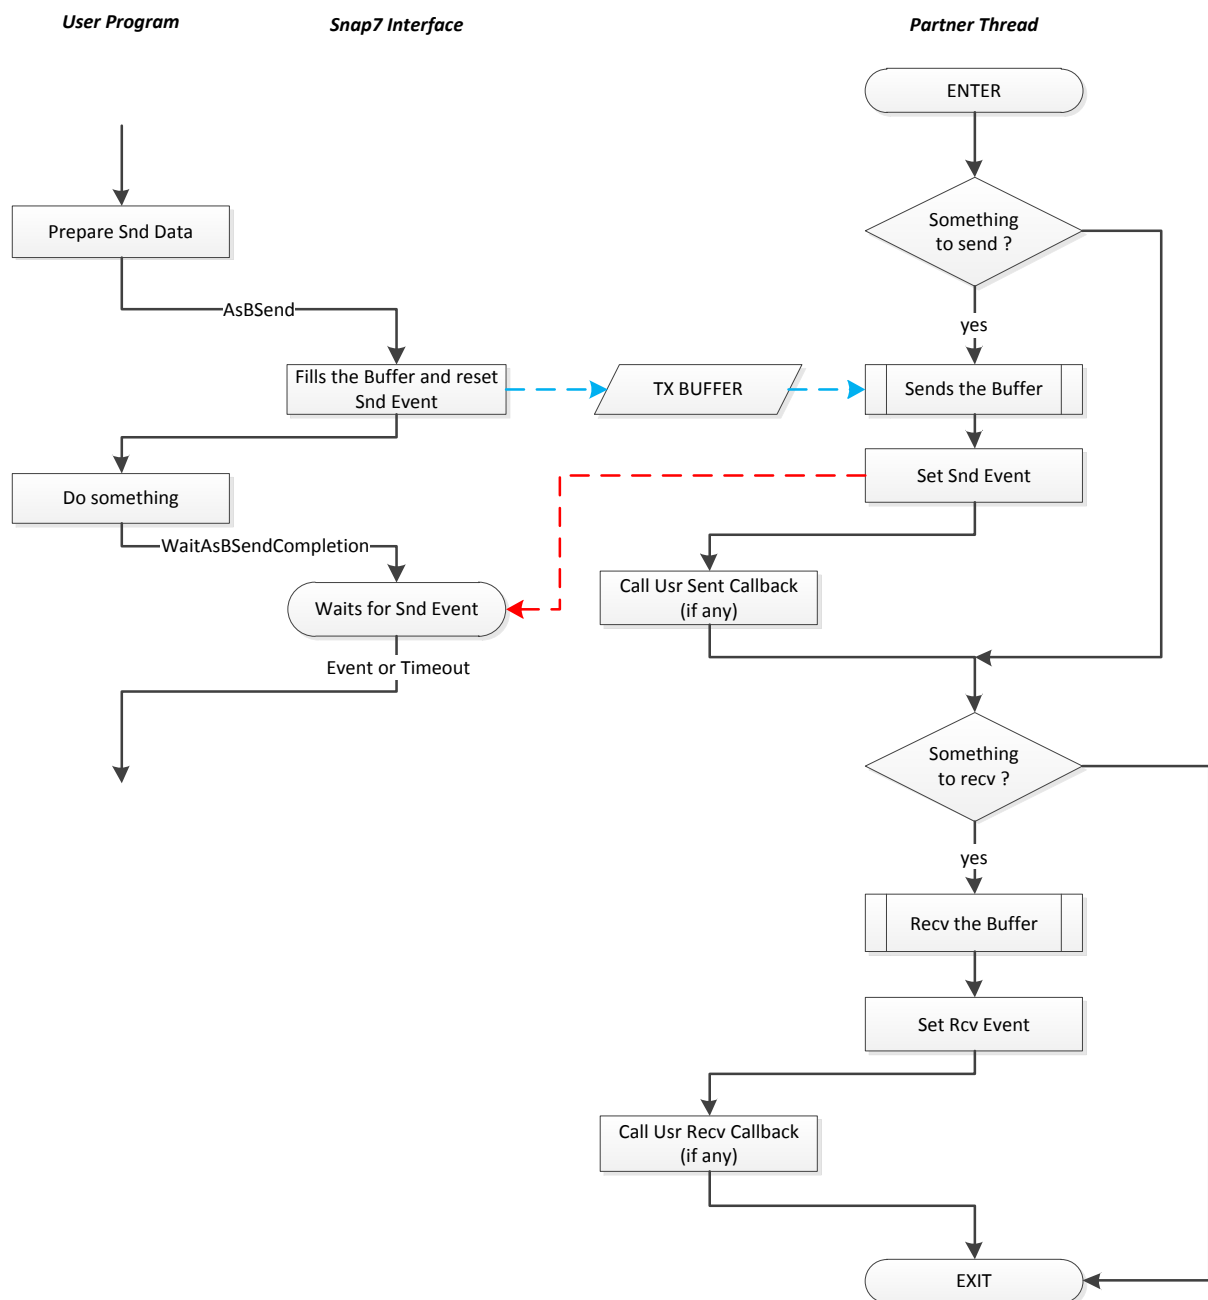 User Program
Snap7 Interface
Partner Thread
ENTER
Something
to send ?
Prepare Snd Data
AsBSend
yes
Fills the Buffer and reset
Snd Event
TX BUFFER
Sends the Buffer
Set Snd Event
Do something
WaitAsBSendCompletion
Waits for Snd Event
Call Usr Sent Callback
(if any)
Event or Timeout
Something
to recv ?
yes
Recv the Buffer
Set Rcv Event
Call Usr Recv Callback
(if any)
EXIT